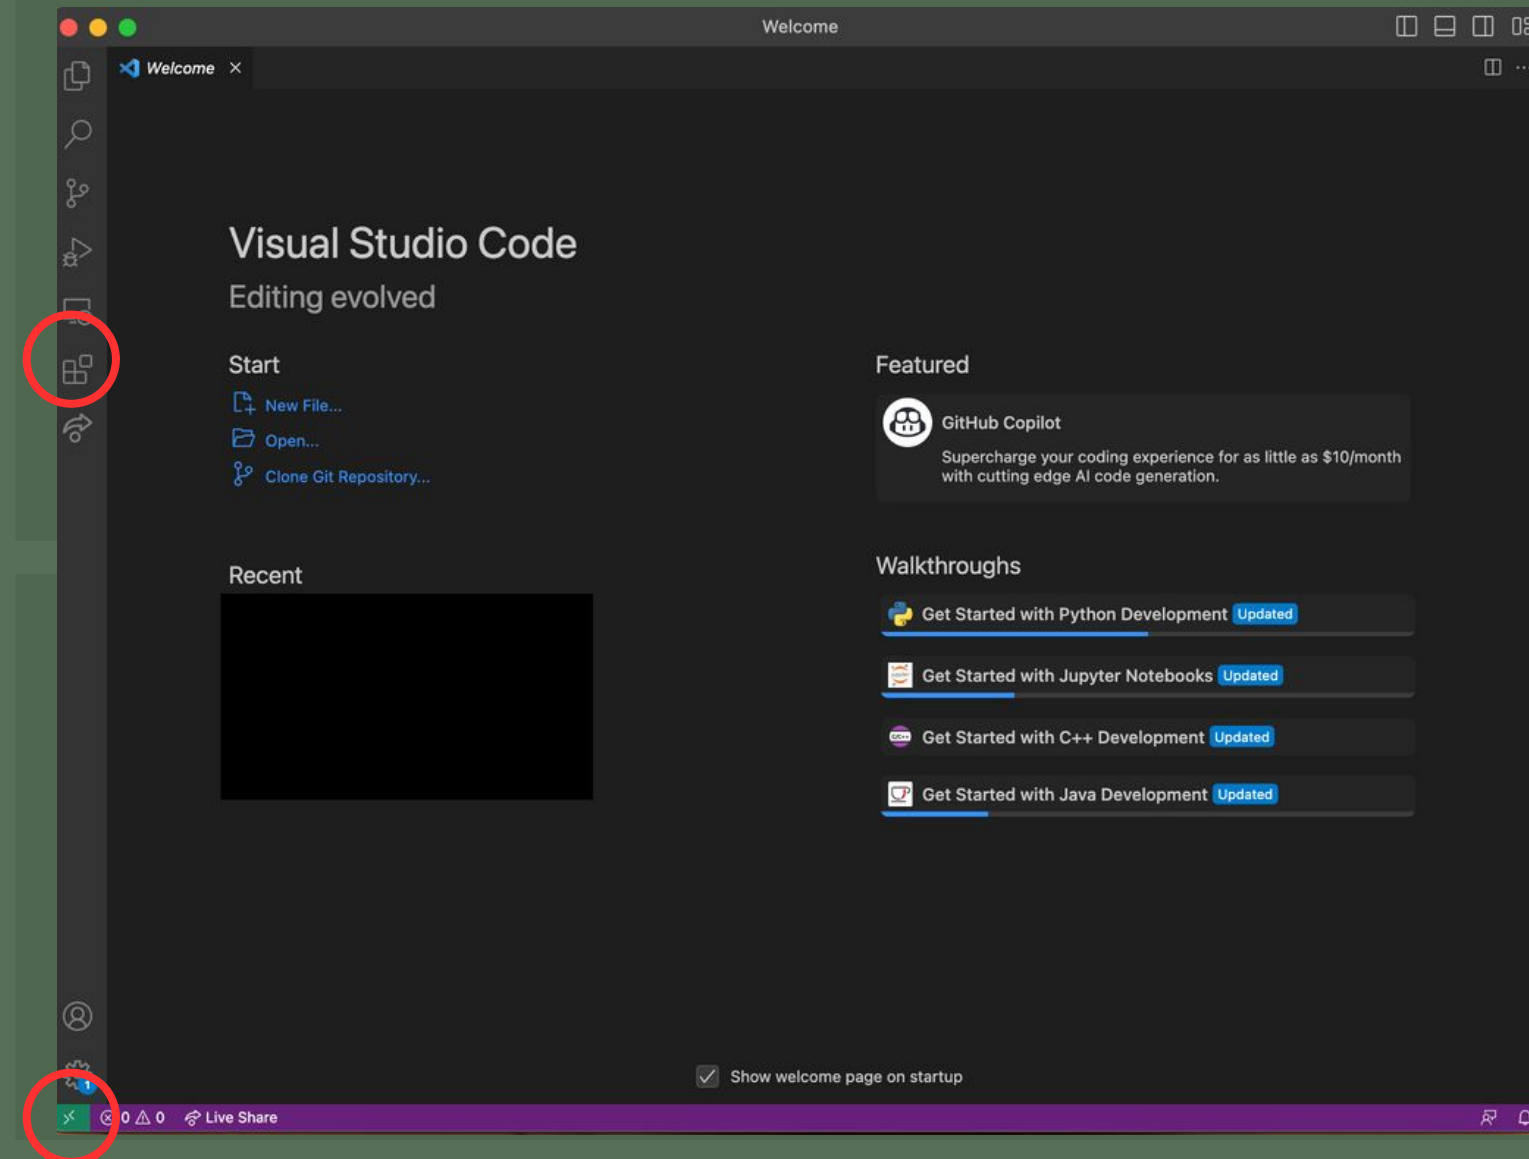 Welcome
Welcome
Visual Studio Code
Editing evolved
Start
New File...
Open...
Clone Git Repository...
Recent
Featured
GitHub Copilot
Supercharge your coding experience for as little as $10/month
with cutting edge AI code generation.
Walkthroughs
Get Started with Python Development Updated
Get Started with Jupyter Notebooks Updated
Get Started with C++ Development Updated
Get Started with Java Development Updated
1
Show welcome page on startup
0 0 Live Share